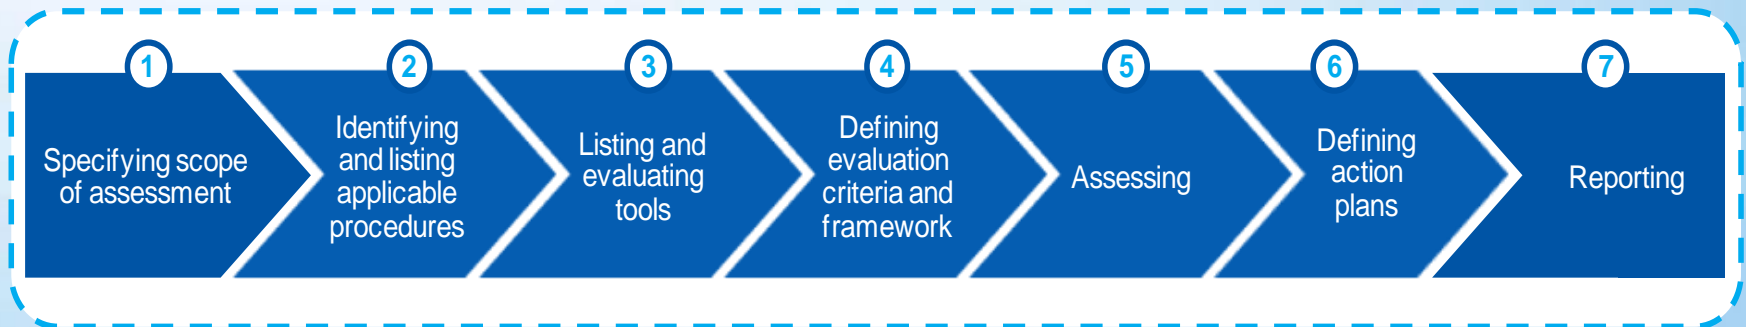 1
Specifying scope
of assessment
2
Identifying
and listing
applicable
procedures
3
Listing and
evaluating
tools
4
Defining
evaluation
criteria and
framework
5
Assessing
6
Defining
action
plans
7
Reporting